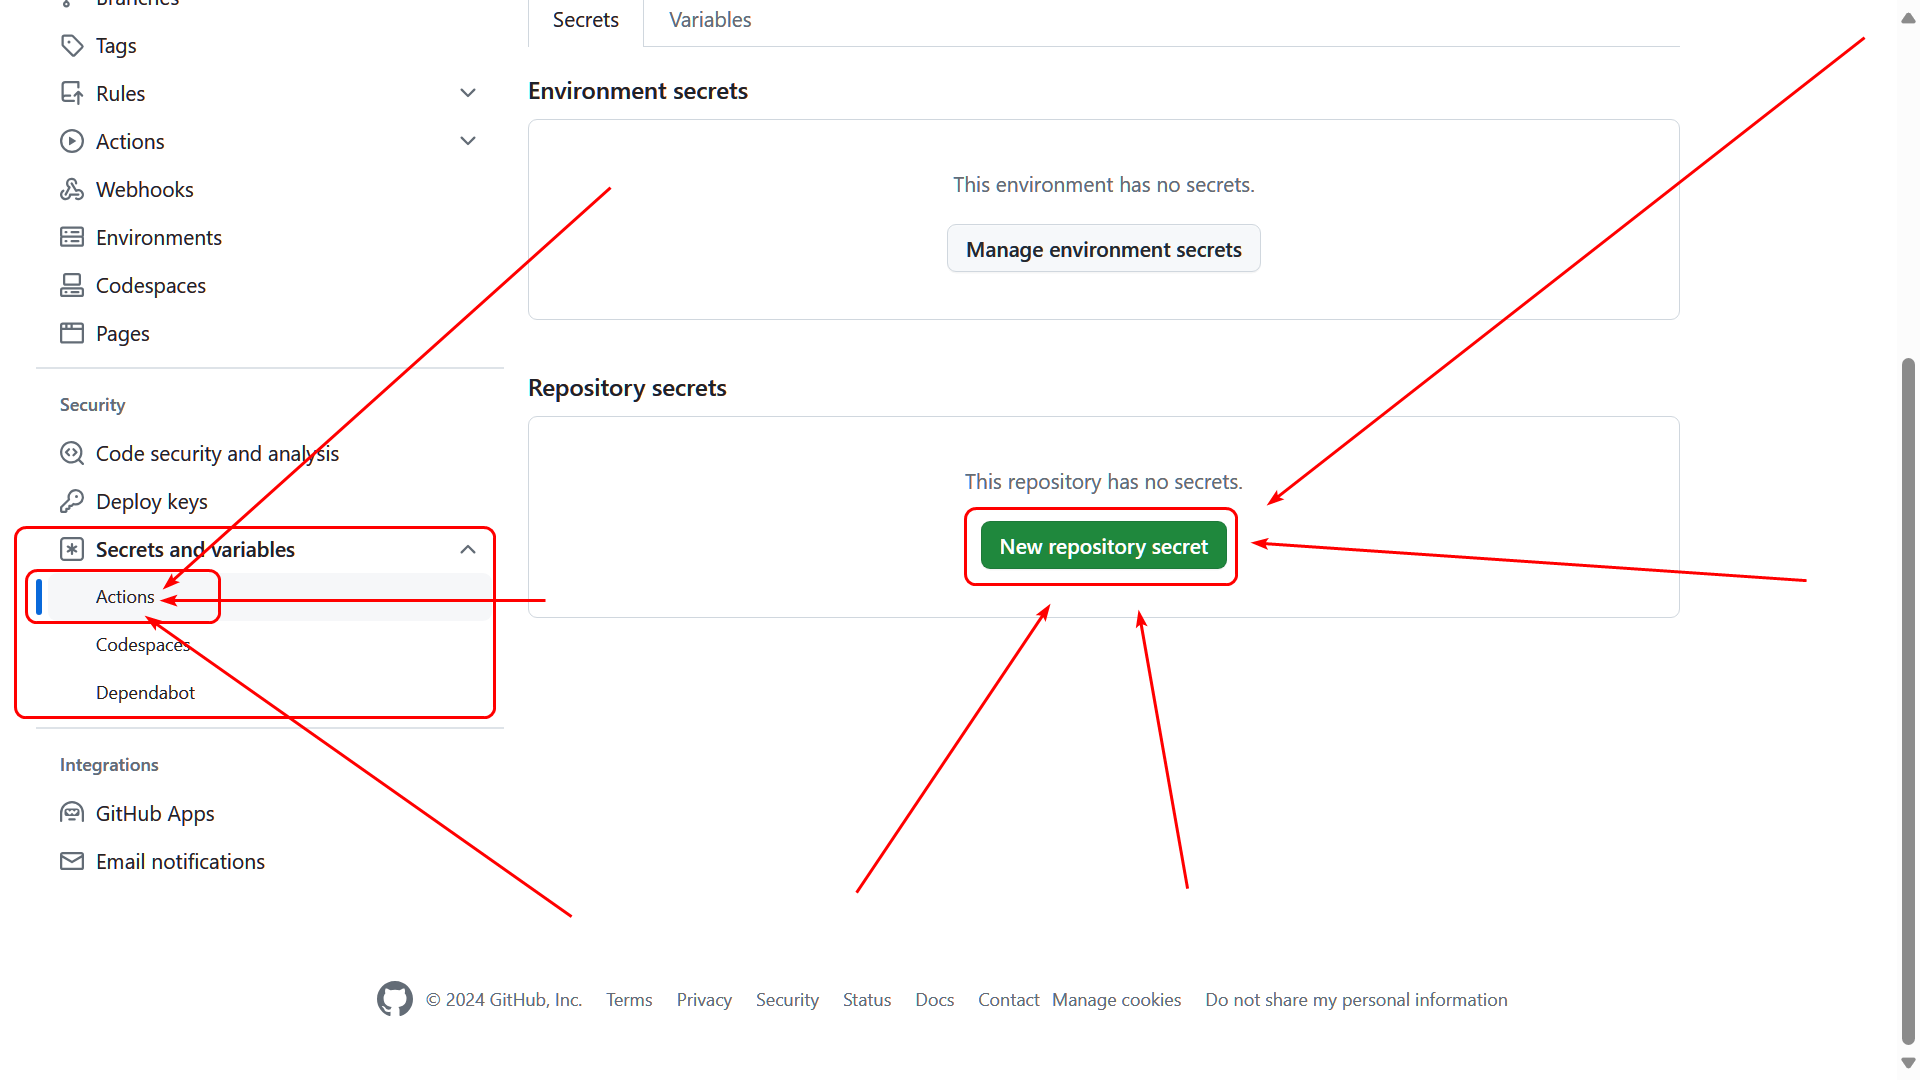 Branches
Tags
Rules
Actions
Webhooks
Environments
Codespaces
Pages
Security
Code security and analysis
Deploy keys
Secrets and variables
Actions
Codespaces
Dependabot
Integrations
GitHub Apps
Email notifications
Secrets
Variables
Environment secrets
This environment has no secrets.
Manage environment secrets
Repository secrets
This repository has no secrets.
New repository secret
© 2024 GitHub, Inc. Terms Privacy Security Status Docs Contact Manage cookies Do not share my personal information